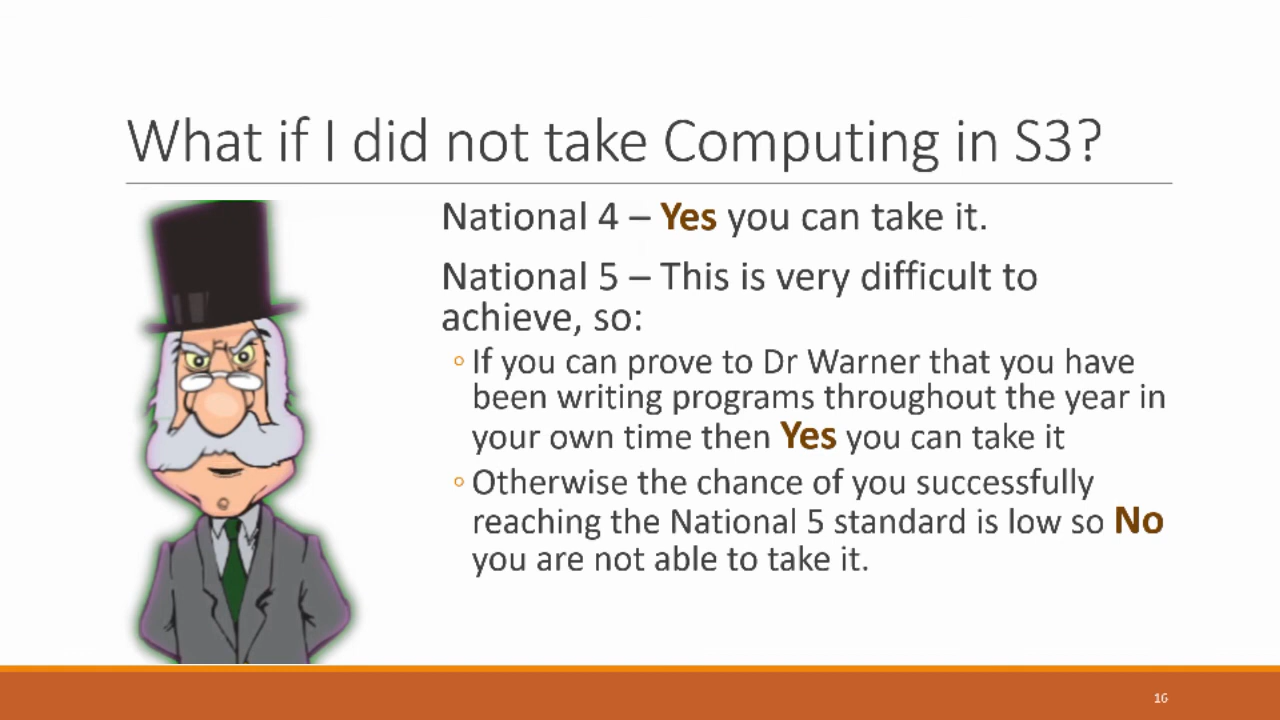 What if I did not take Computing in S3?
National 4 – Yes you can take it.
National 5 – This is very difficult to
achieve, so:
◦ If you can prove to Dr Warner that you have
been writing programs throughout the year in
your own time then Yes you can take it
◦ Otherwise the chance of you successfully
reaching the National 5 standard is low so No
you are not able to take it.
16